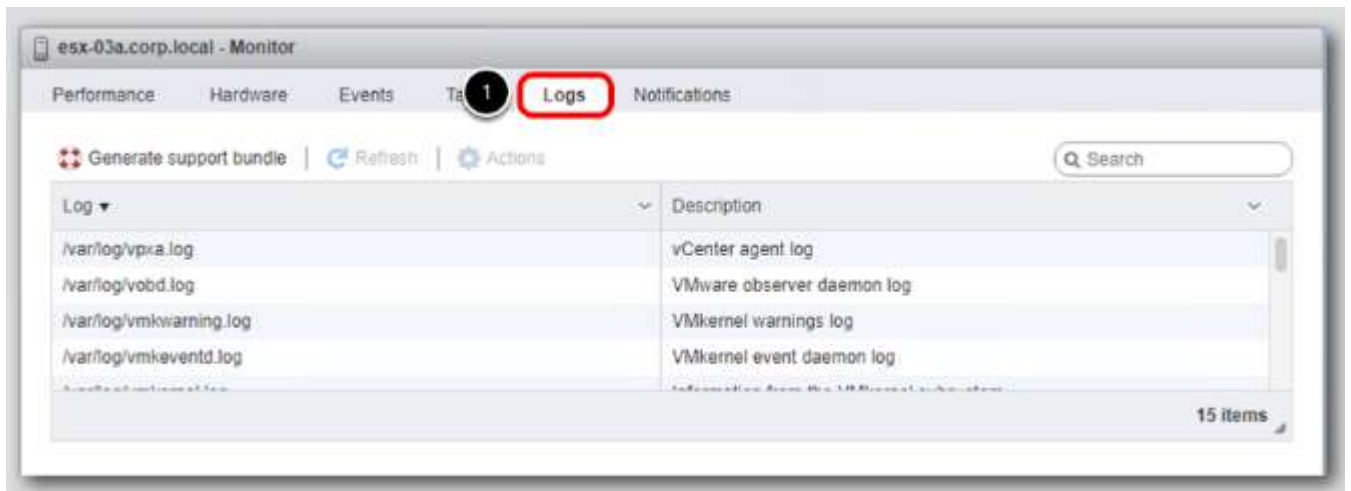 esx-03a.corp.local - Monitor
Performance Hardware Events Ta 1 Logs Notifications
Generate support bundle | Refresh | Actions Search
Log Description
/var/log/vpxa.log vCenter agent log
/var/log/vobd.log VMware observer daemon log
/var/log/vmkwarning.log VMkernel warnings log
/var/log/vmkeventd.log VMkernel event daemon log
15 items